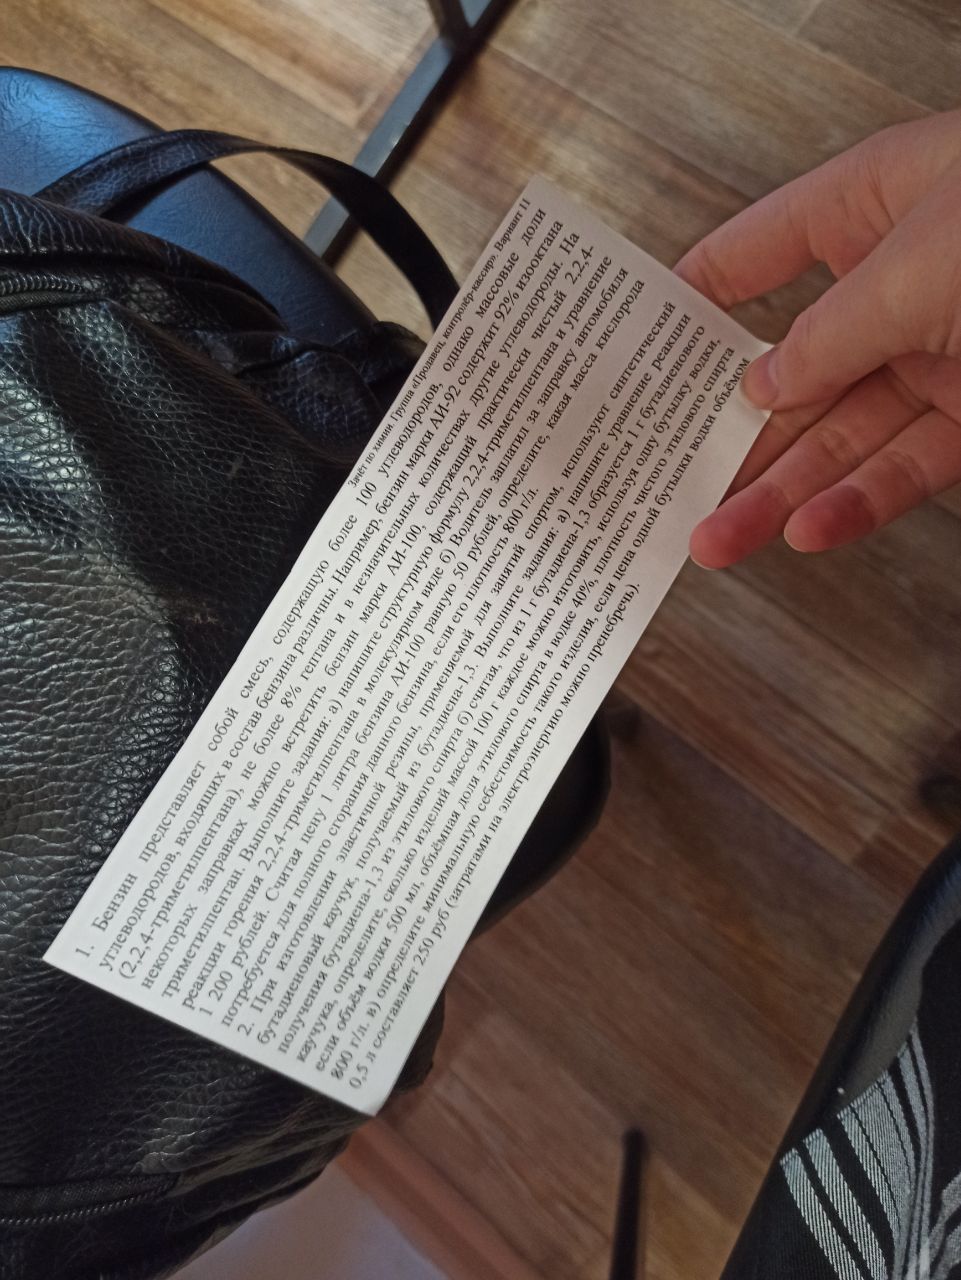 Зачёт по химии. Группа «Продавец, контролёр-кассир». Вариант 11
1. Бензин представляет собой смесь, содержащую более 100 углеводородов, однако массовые доли
углеводородов, входящих в состав бензина различны. Например, бензин марки АИ-92 содержит 92% изооктана
(2,2,4-триметилпентана), не более 8% гептана и в незначительных количествах другие углеводороды. На
некоторых заправках можно встретить бензин марки АИ-100, содержащий практически чистый 2,2,4-
триметилпентан. Выполните задания: а) напишите структурную формулу 2,2,4-триметилпентана и уравнение
реакции горения 2,2,4-триметилпентана в молекулярном виде б) Водитель заплатил за заправку автомобиля
1 200 рублей. Считая цену 1 литра бензина АИ-100 равную 50 рублей, определите, какая масса кислорода
потребуется для полного сгорания данного бензина, если его плотность 800 г/л.
2. При изготовлении эластичной резины, применяемой для занятий спортом, используют синтетический
бутадиеновый каучук, получаемый из бутадиена-1,3. Выполните задания: а) напишите уравнение реакции
получения бутадиена-1,3 из этилового спирта б) считая, что из 1 г бутадиена-1,3 образуется 1 г бутадиенового
каучука, определите, сколько изделий массой 100 г каждое можно изготовить, используя одну бутылку водки,
если объём водки 500 мл, объёмная доля этилового спирта в водке 40%, плотность чистого этилового спирта
800 г/л. в) определите минимальную себестоимость такого изделия, если цена одной бутылки водки объёмом
0,5 л составляет 250 руб (затратами на электроэнергию можно пренебречь).